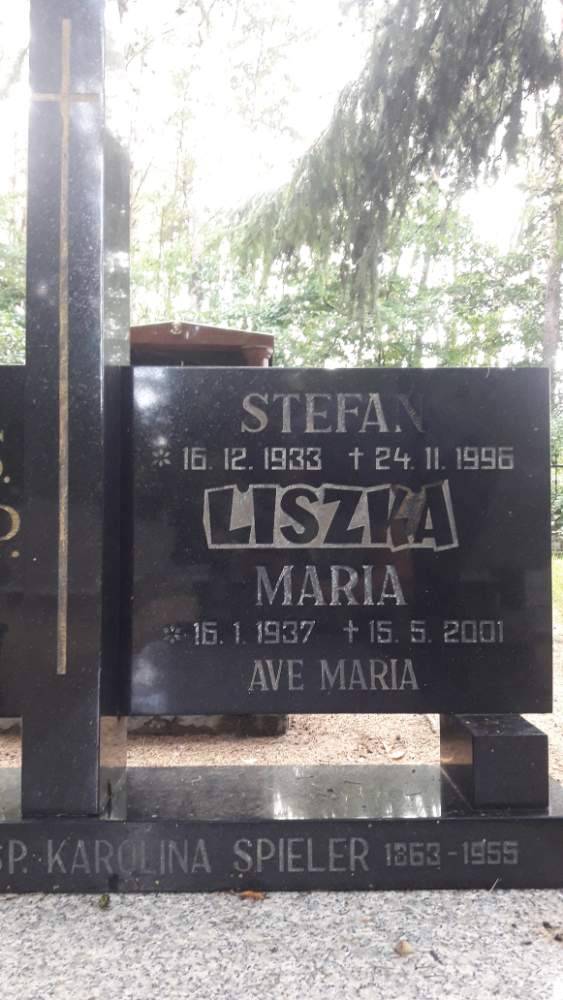 STEFAN
* 16. 12. 1933 † 24. 11. 1996
LISZKA
MARIA
* 16. 1. 1937 † 15. 5. 2001
AVE MARIA
ŚP. KAROLINA SPIELER 1863-1955